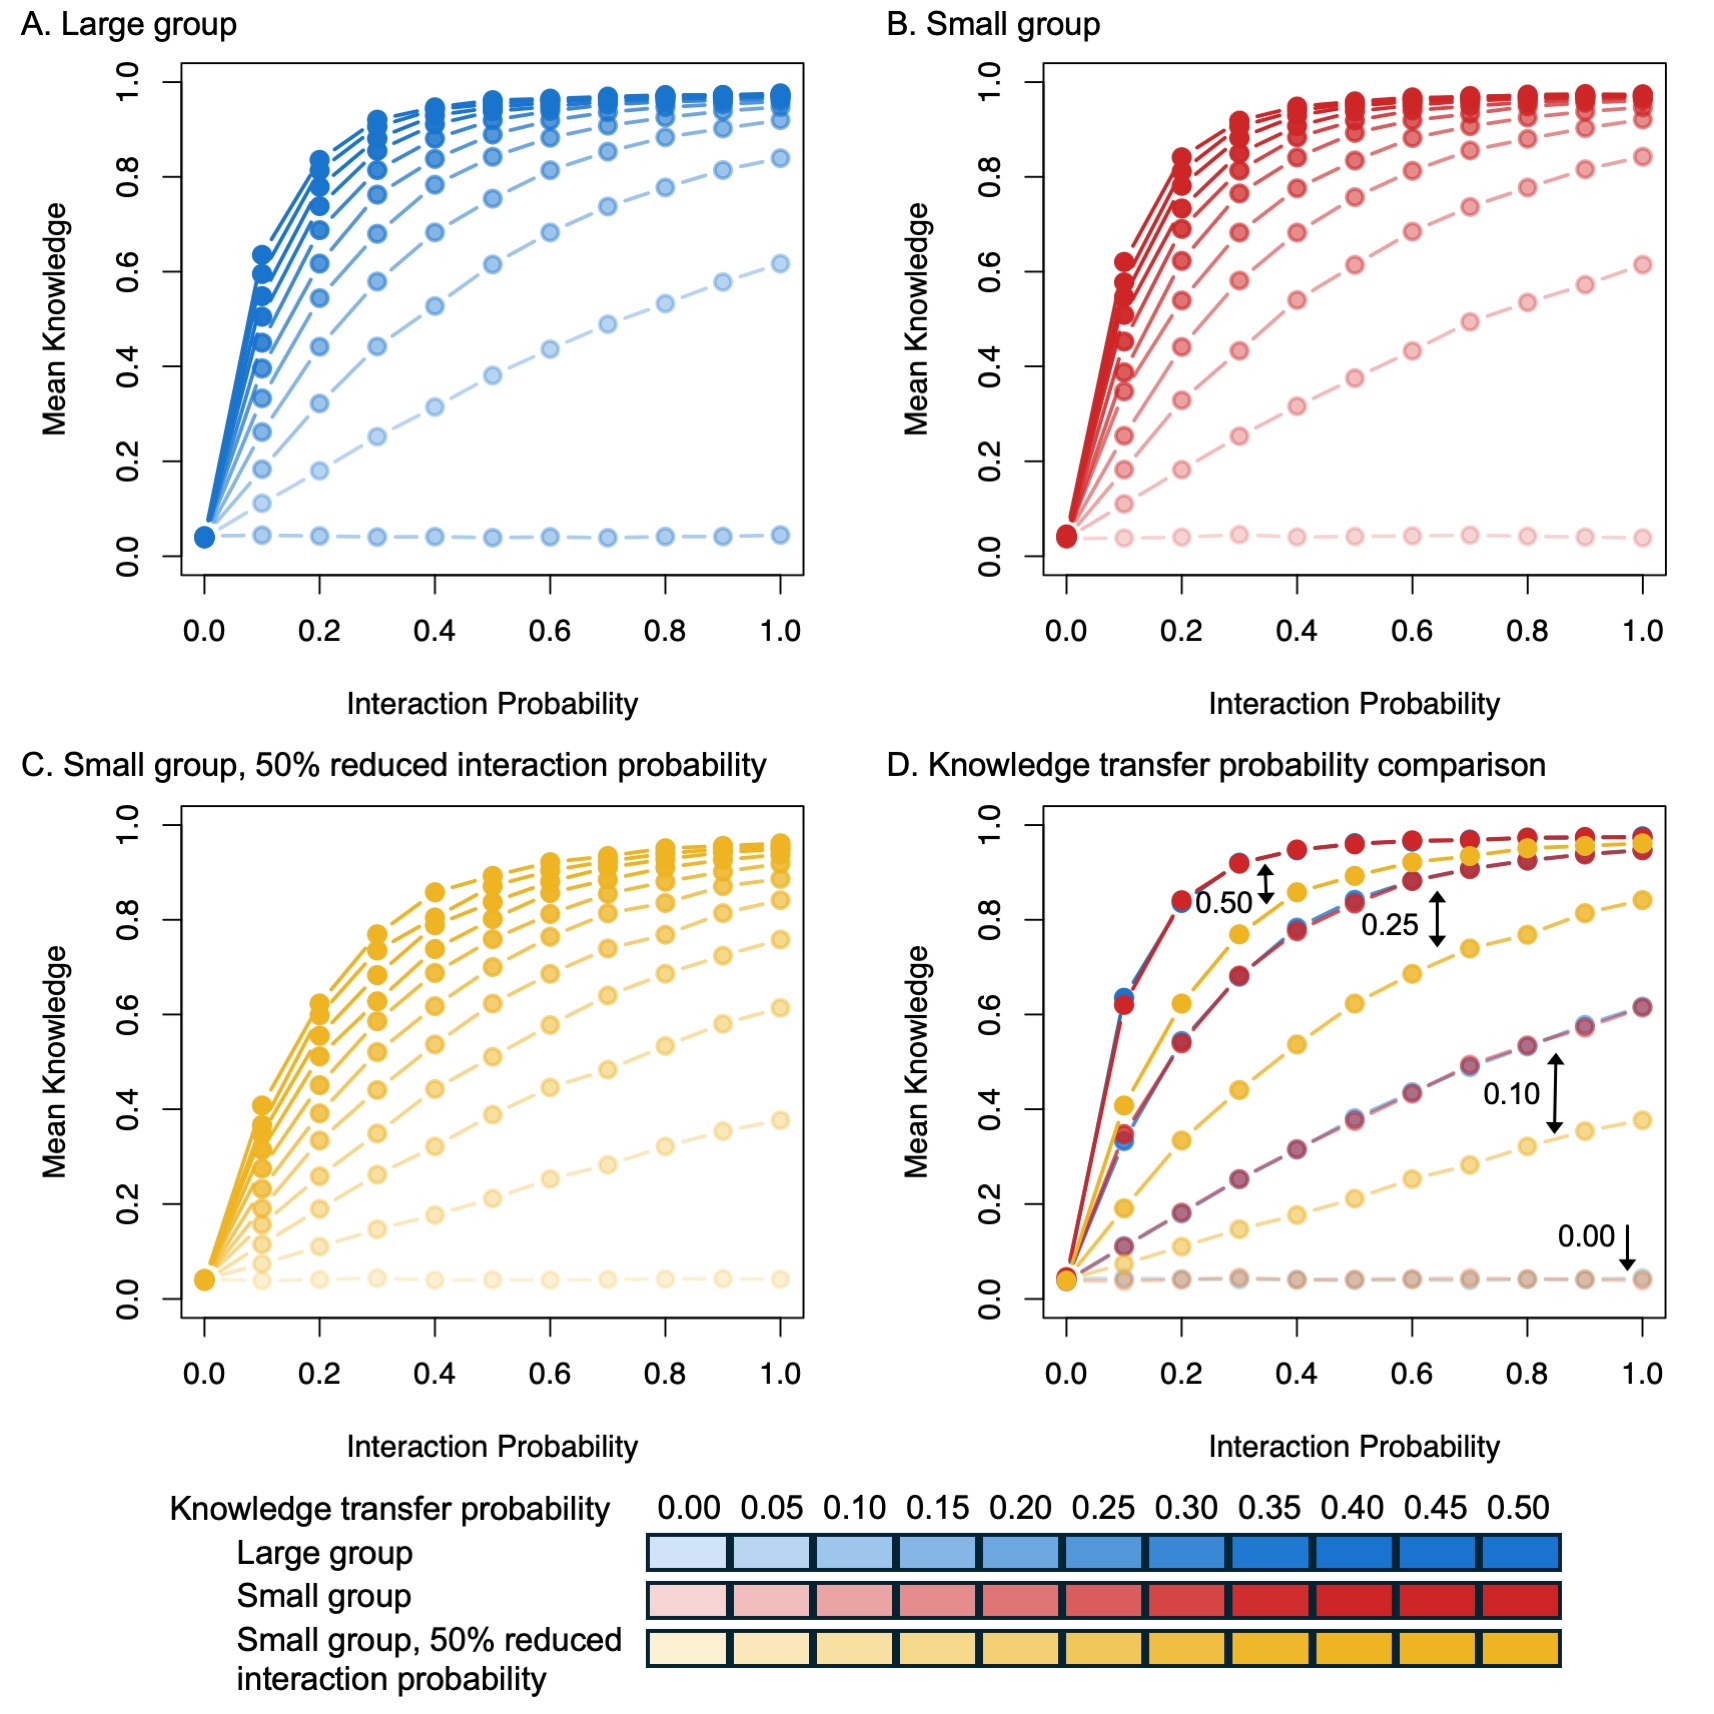 A. Large group
B. Small group
Mean Knowledge
0.0 0.2 0.4 0.6 0.8 1.0
0.0 0.2 0.4 0.6 0.8 1.0
Interaction Probability
Mean Knowledge
0.0 0.2 0.4 0.6 0.8 1.0
0.0 0.2 0.4 0.6 0.8 1.0
Interaction Probability
C. Small group, 50% reduced interaction probability
D. Knowledge transfer probability comparison
Mean Knowledge
0.0 0.2 0.4 0.6 0.8 1.0
0.0 0.2 0.4 0.6 0.8 1.0
Interaction Probability
Mean Knowledge
0.0 0.2 0.4 0.6 0.8 1.0
0.50
0.25
0.10
0.00
0.0 0.2 0.4 0.6 0.8 1.0
Interaction Probability
Knowledge transfer probability 0.00 0.05 0.10 0.15 0.20 0.25 0.30 0.35 0.40 0.45 0.50
Large group
Small group
Small group, 50% reduced
interaction probability